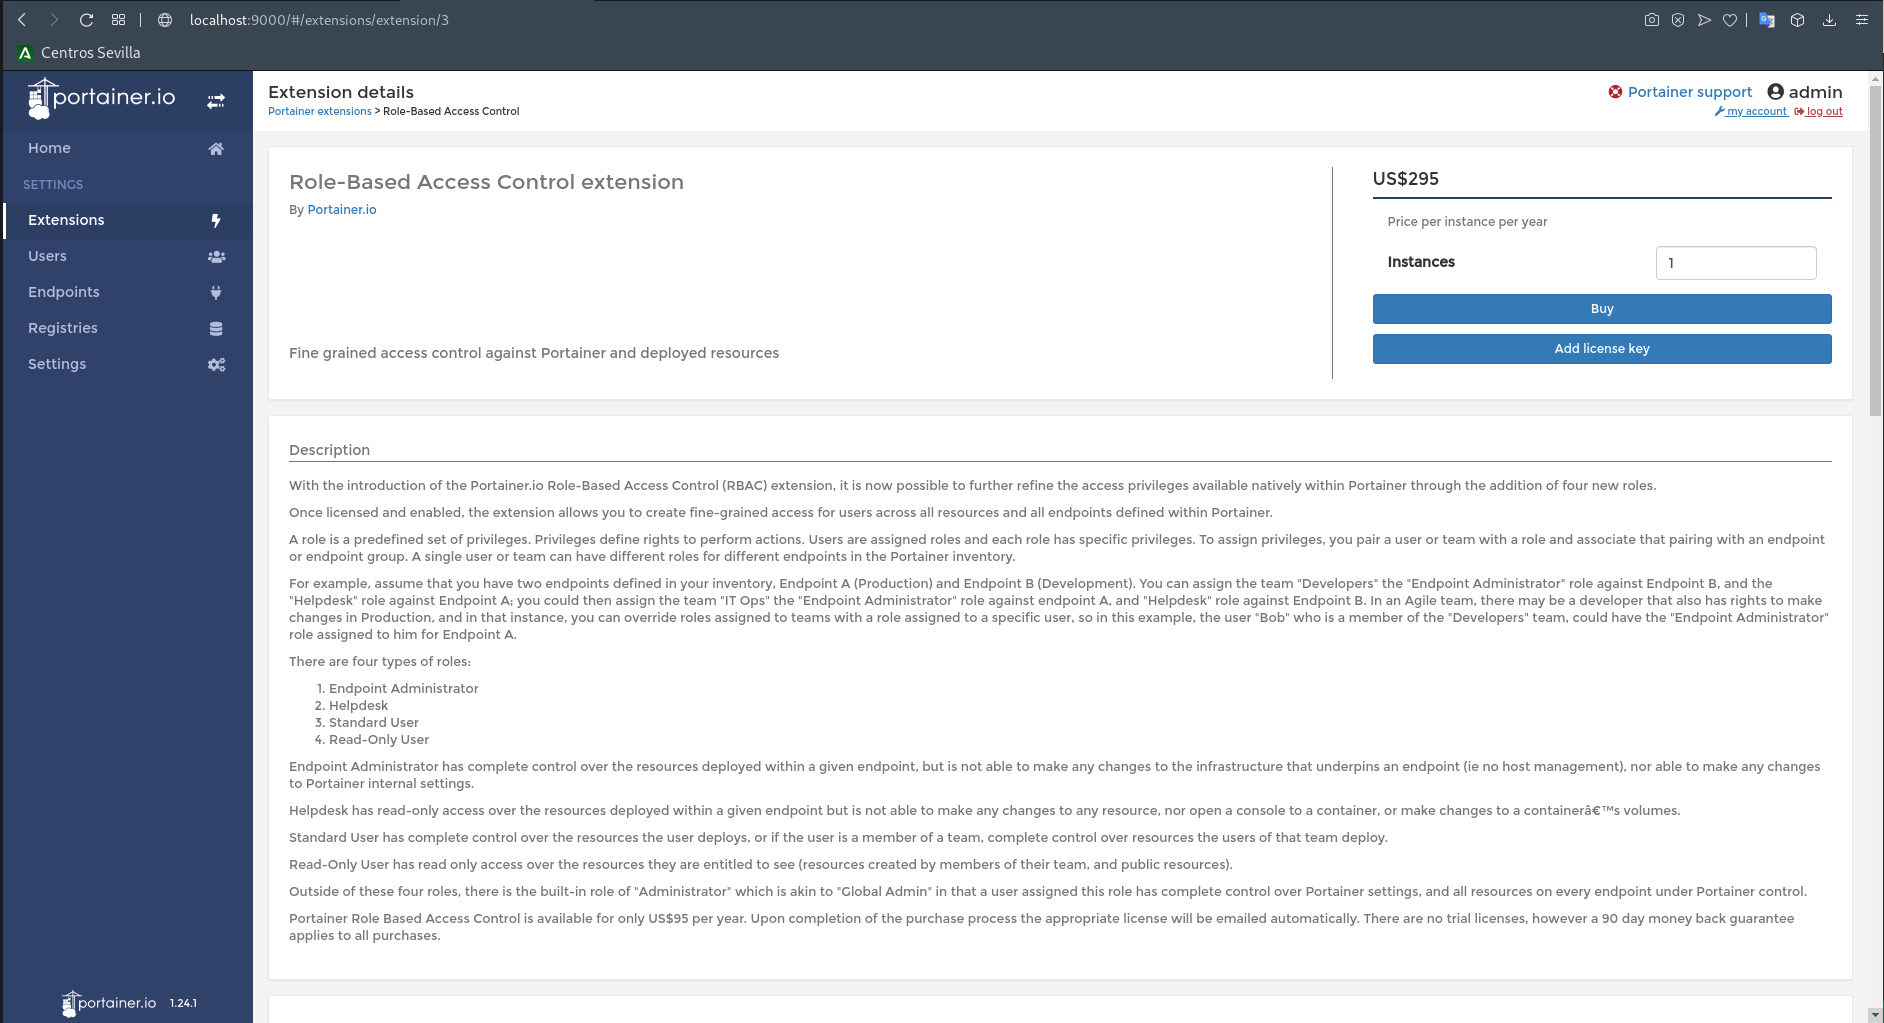 localhost:9000/#/extensions/extension/3
Centros Sevilla
portainer.io
Home
SETTINGS
Extensions
Users
Endpoints
Registries
Settings
portainer.io 1.24.1
Extension details
Portainer extensions > Role-Based Access Control
Portainer support admin
my account log out
Role-Based Access Control extension
By Portainer.io
Fine grained access control against Portainer and deployed resources
US$295
Price per instance per year
Instances 1
Buy
Add license key
Description
With the introduction of the Portainer.io Role-Based Access Control (RBAC) extension, it is now possible to further refine the access privileges available natively within Portainer through the addition of four new roles.
Once licensed and enabled, the extension allows you to create fine-grained access for users across all resources and all endpoints defined within Portainer.
A role is a predefined set of privileges. Privileges define rights to perform actions. Users are assigned roles and each role has specific privileges. To assign privileges, you pair a user or team with a role and associate that pairing with an endpoint
or endpoint group. A single user or team can have different roles for different endpoints in the Portainer inventory.
For example, assume that you have two endpoints defined in your inventory, Endpoint A (Production) and Endpoint B (Development). You can assign the team "Developers" the "Endpoint Administrator" role against Endpoint B, and the
"Helpdesk" role against Endpoint A; you could then assign the team "IT Ops" the "Endpoint Administrator" role against endpoint A, and "Helpdesk" role against Endpoint B. In an Agile team, there may be a developer that also has rights to make
changes in Production, and in that instance, you can override roles assigned to teams with a role assigned to a specific user, so in this example, the user "Bob" who is a member of the "Developers" team, could have the "Endpoint Administrator"
role assigned to him for Endpoint A.
There are four types of roles:
1. Endpoint Administrator
2. Helpdesk
3. Standard User
4. Read-Only User
Endpoint Administrator has complete control over the resources deployed within a given endpoint, but is not able to make any changes to the infrastructure that underpins an endpoint (ie no host management), nor able to make any changes
to Portainer internal settings.
Helpdesk has read-only access over the resources deployed within a given endpoint but is not able to make any changes to any resource, nor open a console to a container, or make changes to a containerâ€™s volumes.
Standard User has complete control over the resources the user deploys, or if the user is a member of a team, complete control over resources the users of that team deploy.
Read-Only User has read only access over the resources they are entitled to see (resources created by members of their team, and public resources).
Outside of these four roles, there is the built-in role of "Administrator" which is akin to "Global Admin" in that a user assigned this role has complete control over Portainer settings, and all resources on every endpoint under Portainer control.
Portainer Role Based Access Control is available for only US$95 per year. Upon completion of the purchase process the appropriate license will be emailed automatically. There are no trial licenses, however a 90 day money back guarantee
applies to all purchases.